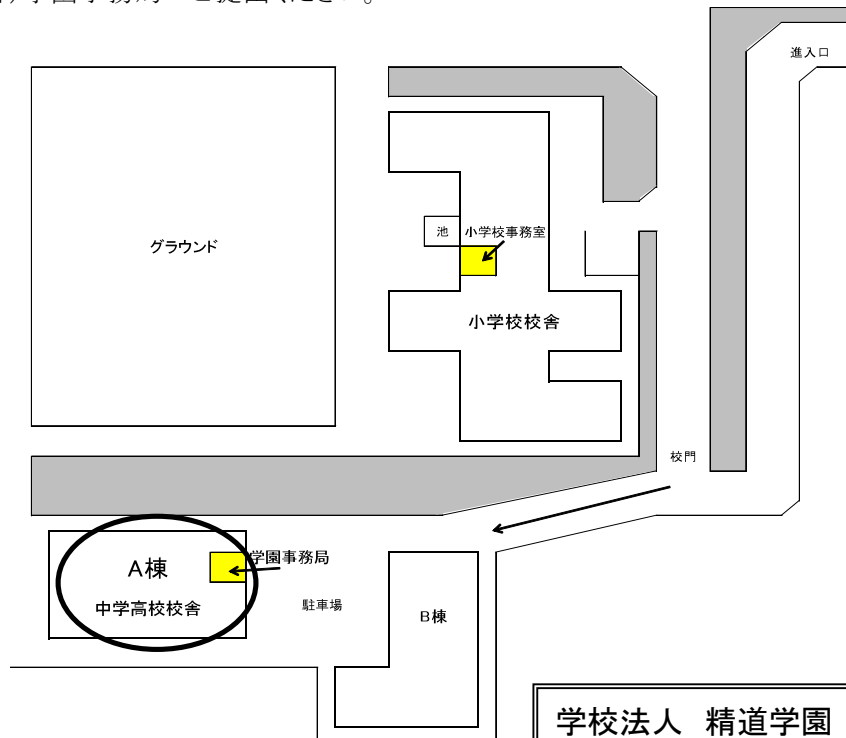 学園事務局へご提出ください。
進入口
グラウンド
池
小学校事務室
小学校校舎
校門
学園事務局
A棟
中学高校校舎
駐車場
B棟
学校法人 精道学園